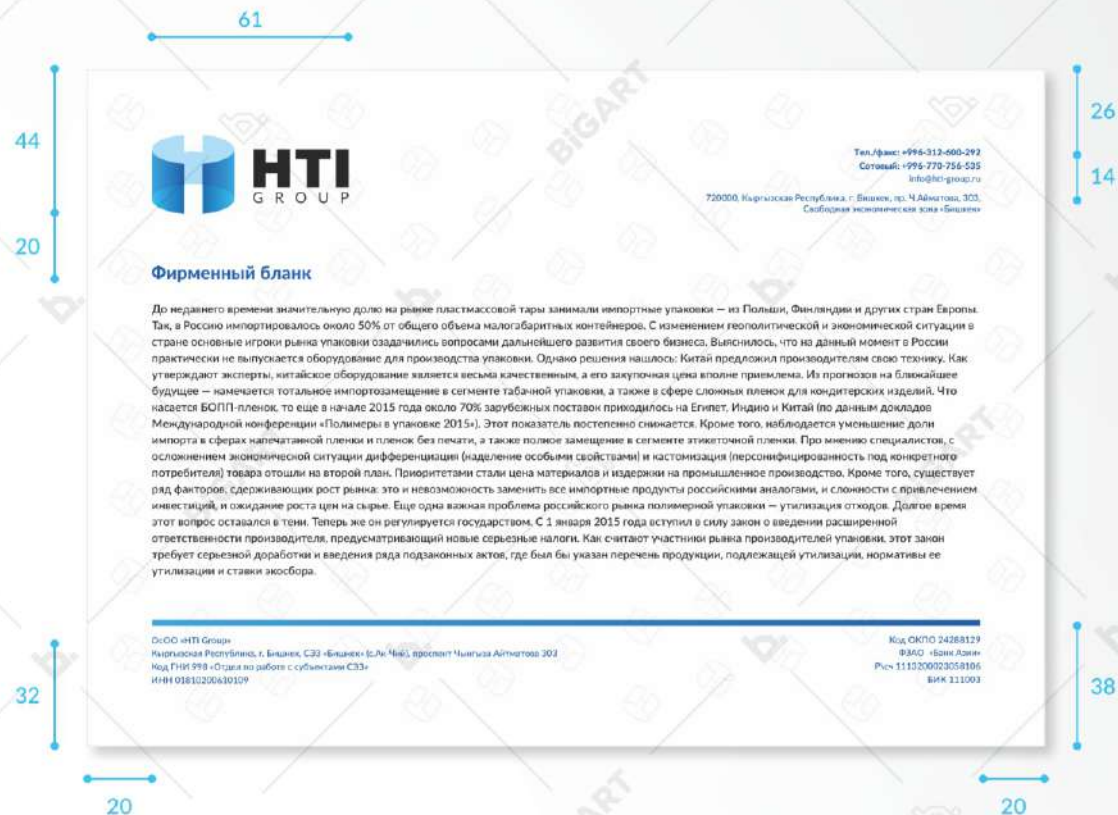 61
44
26
14
20
HTI
GROUP
Тел./факс: +996-312-600-292
Сотовый: +996-770-756-535
info@hti-group.ru
720000, Кыргызская Республика, г. Бишкек, пр. Ч.Айматова, 303,
Свободная экономическая зона «Бишкек»
Фирменный бланк
До недавнего времени значительную долю на рынке пластмассовой тары занимали импортные упаковки — из Польши, Финляндии и других стран Европы.
Так, в Россию импортировалось около 50% от общего объема малогабаритных контейнеров. С изменением геополитической и экономической ситуации в
стране основные игроки рынка упаковки озадачились вопросами дальнейшего развития своего бизнеса. Выяснилось, что на данный момент в России
практически не выпускается оборудование для производства упаковки. Однако решения нашлось: Китай предложил производителям свою технику. Как
утверждают эксперты, китайское оборудование является весьма качественным, а его закупочная цена вполне приемлема. Из прогнозов на ближайшее
будущее — намечается тотальное импортозамещение в сегменте табачной упаковки, а также в сфере сложных пленок для кондитерских изделий. Что
касается БОПП-пленок, то еще в начале 2015 года около 70% зарубежных поставок приходилось на Египет, Индию и Китай (по данным докладов
Международной конференции «Полимеры в упаковке 2015»). Этот показатель постепенно снижается. Кроме того, наблюдается уменьшение доли
импорта в сферах напечатанной пленки и пленок без печати, а также полное замещение в сегменте этикеточной пленки. Про мнению специалистов, с
осложнением экономической ситуации дифференциация (наделение особыми свойствами) и кастомизация (персонифицированность под конкретного
потребителя) товара отошли на второй план. Приоритетами стали цена материалов и издержки на промышленное производство. Кроме того, существует
ряд факторов, сдерживающих рост рынка: это и невозможность заменить все импортные продукты российскими аналогами, и сложности с привлечением
инвестиций, и ожидание роста цен на сырье. Еще одна важная проблема российского рынка полимерной упаковки — утилизация отходов. Долгое время
этот вопрос оставался в тени. Теперь же он регулируется государством. С 1 января 2015 года вступил в силу закон о введении расширенной
ответственности производителя, предусматривающий новые серьезные налоги. Как считают участники рынка производителей упаковки, этот закон
требует серьезной доработки и введения ряда подзаконных актов, где был бы указан перечень продукции, подлежащей утилизации, нормативы ее
утилизации и ставки экосбора.
ОсОО «HTI Group»
Кыргызская Республика, г. Бишкек, СЭЗ «Бишкек» (с.Ак Чий), проспект Чынгыза Айтматова 303
Код ГНИ 998 «Отдел по работе с субъектами СЭЗ»
ИНН 01810200610109
Код ОКПО 24288129
ФЗАО «Банк Азии»
Р\сч 1113200023058106
БИК 111003
32
38
20
20
BiGART
BiGART
BiGART